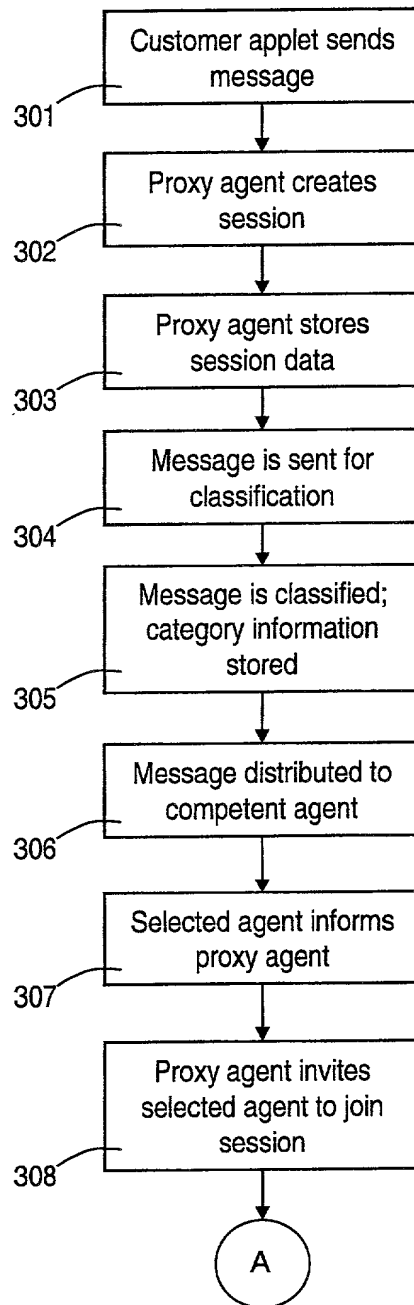 Customer applet sends
message
301
Proxy agent creates
session
302
Proxy agent stores
session data
303
Message is sent for
classification
304
Message is classified;
category information
stored
305
Message distributed to
competent agent
306
Selected agent informs
proxy agent
307
Proxy agent invites
selected agent to join
session
308
A